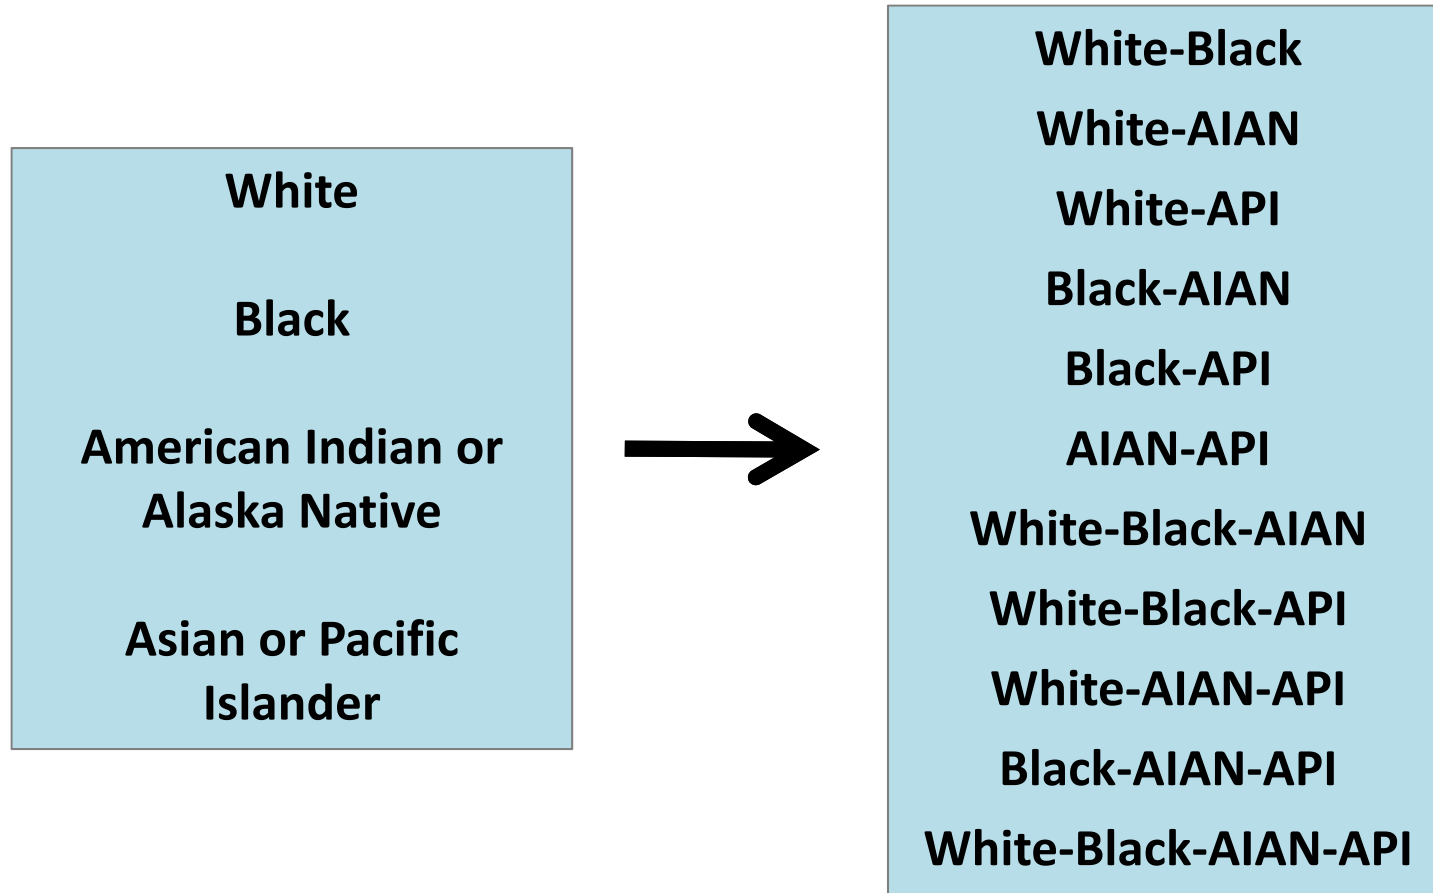 White
Black
American Indian or
Alaska Native
Asian or Pacific
Islander
White-Black
White-AIAN
White-API
Black-AIAN
Black-API
AIAN-API
White-Black-AIAN
White-Black-API
White-AIAN-API
Black-AIAN-API
White-Black-AIAN-API